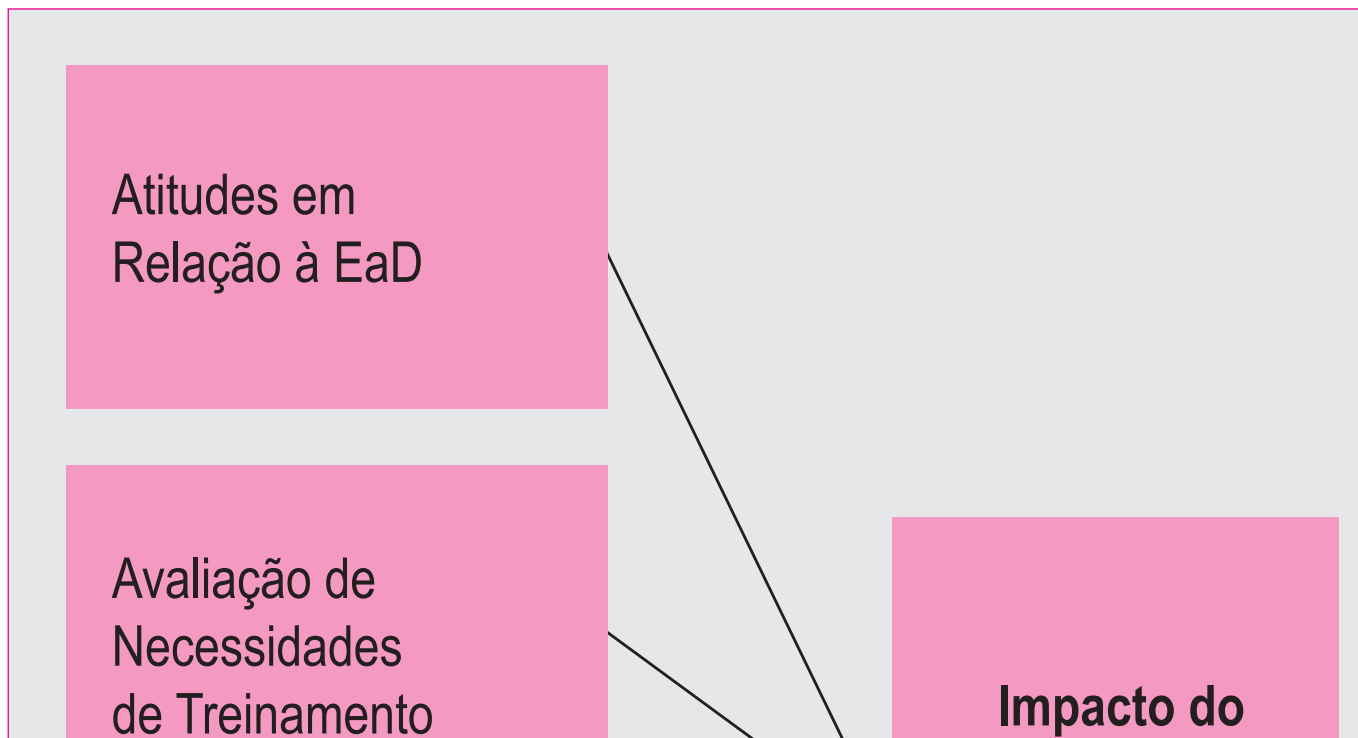 Atitudes em
Relação à EaD
Avaliação de
Necessidades
de Treinamento
Impacto do